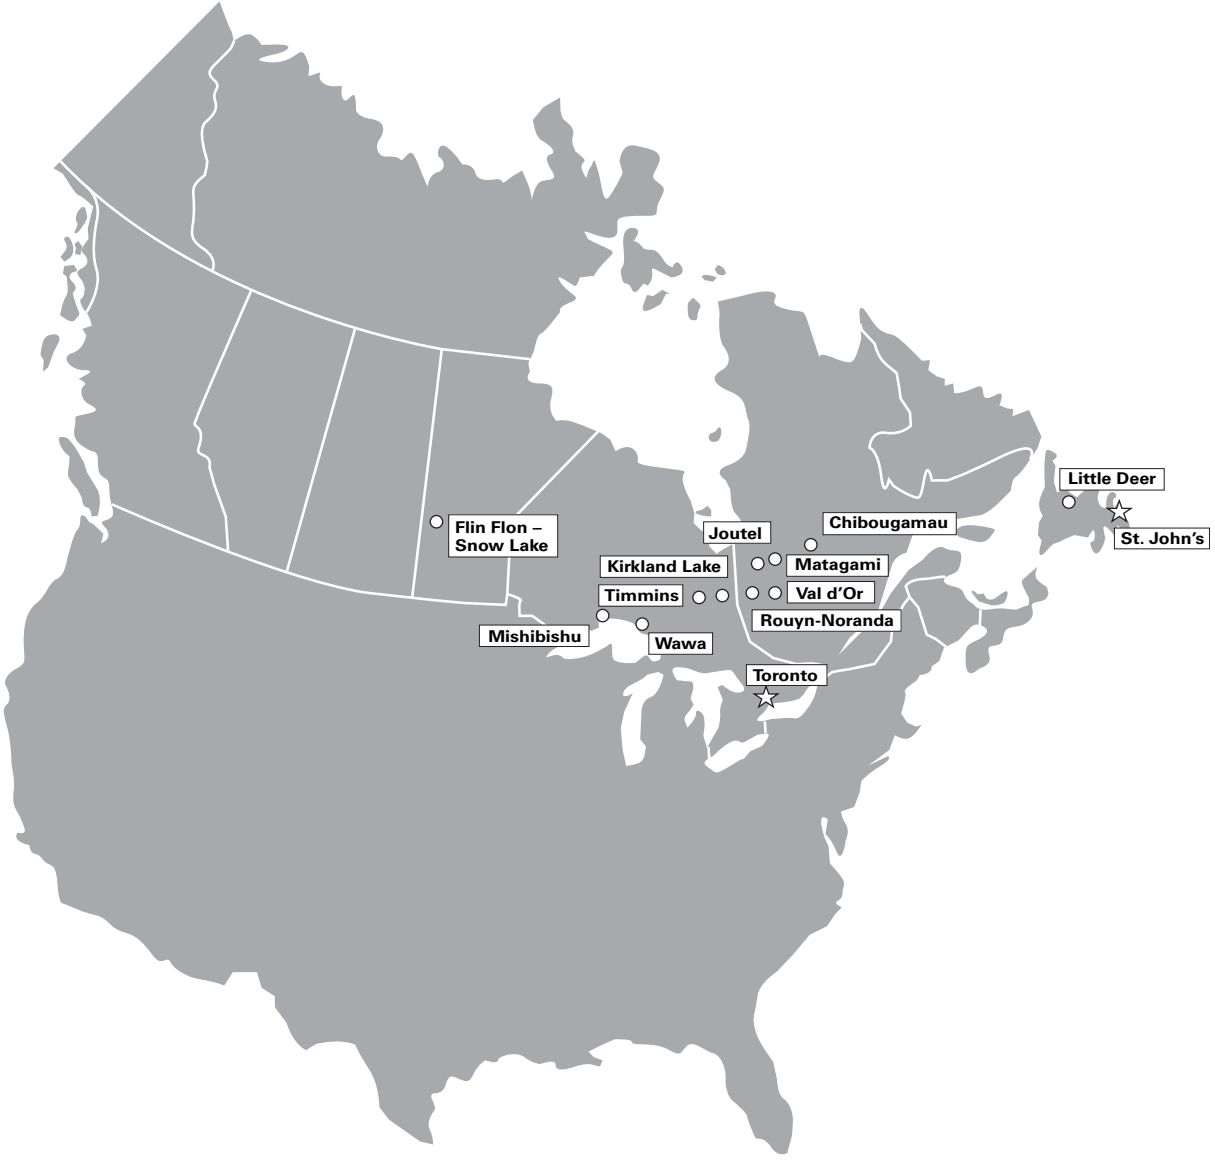 Little Deer
St. John's
Chibougamau
Flin Flon –
Snow Lake
Joutel
Matagami
Kirkland Lake
Timmins
Val d'Or
Rouyn-Noranda
Mishibishu
Wawa
Toronto